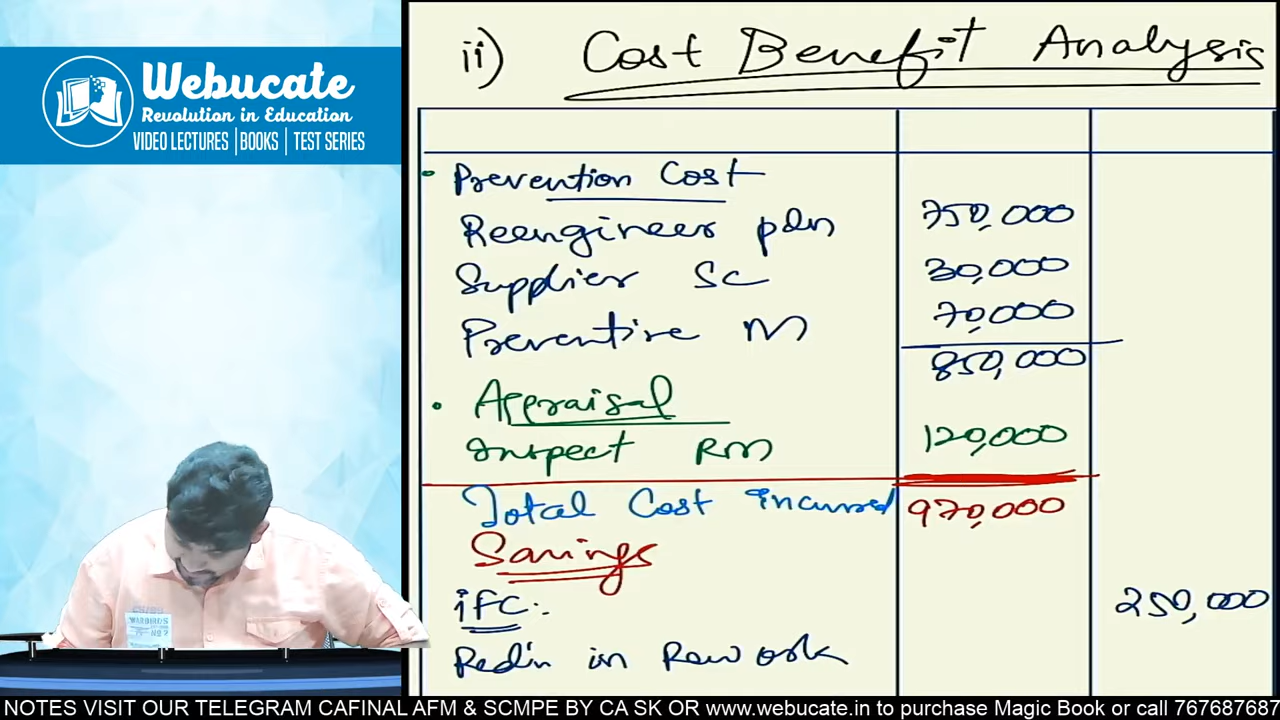 Webucate
Revolution in Education
VIDEO LECTURES | BOOKS | TEST SERIES
ii) Cost Benefit Analysis
• Prevention Cost
Reengineer pdn 750,000
Supplier SC 30,000
Preventive M 70,000
850,000
• Appraisal
Inspect RM 120,000
Total Cost incurred 970,000
Savings
iFC:- 250,000
Redn in Rework
NOTES VISIT OUR TELEGRAM CAFINAL AFM & SCMPE BY CA SK OR www.webucate.in to purchase Magic Book or call 767687687